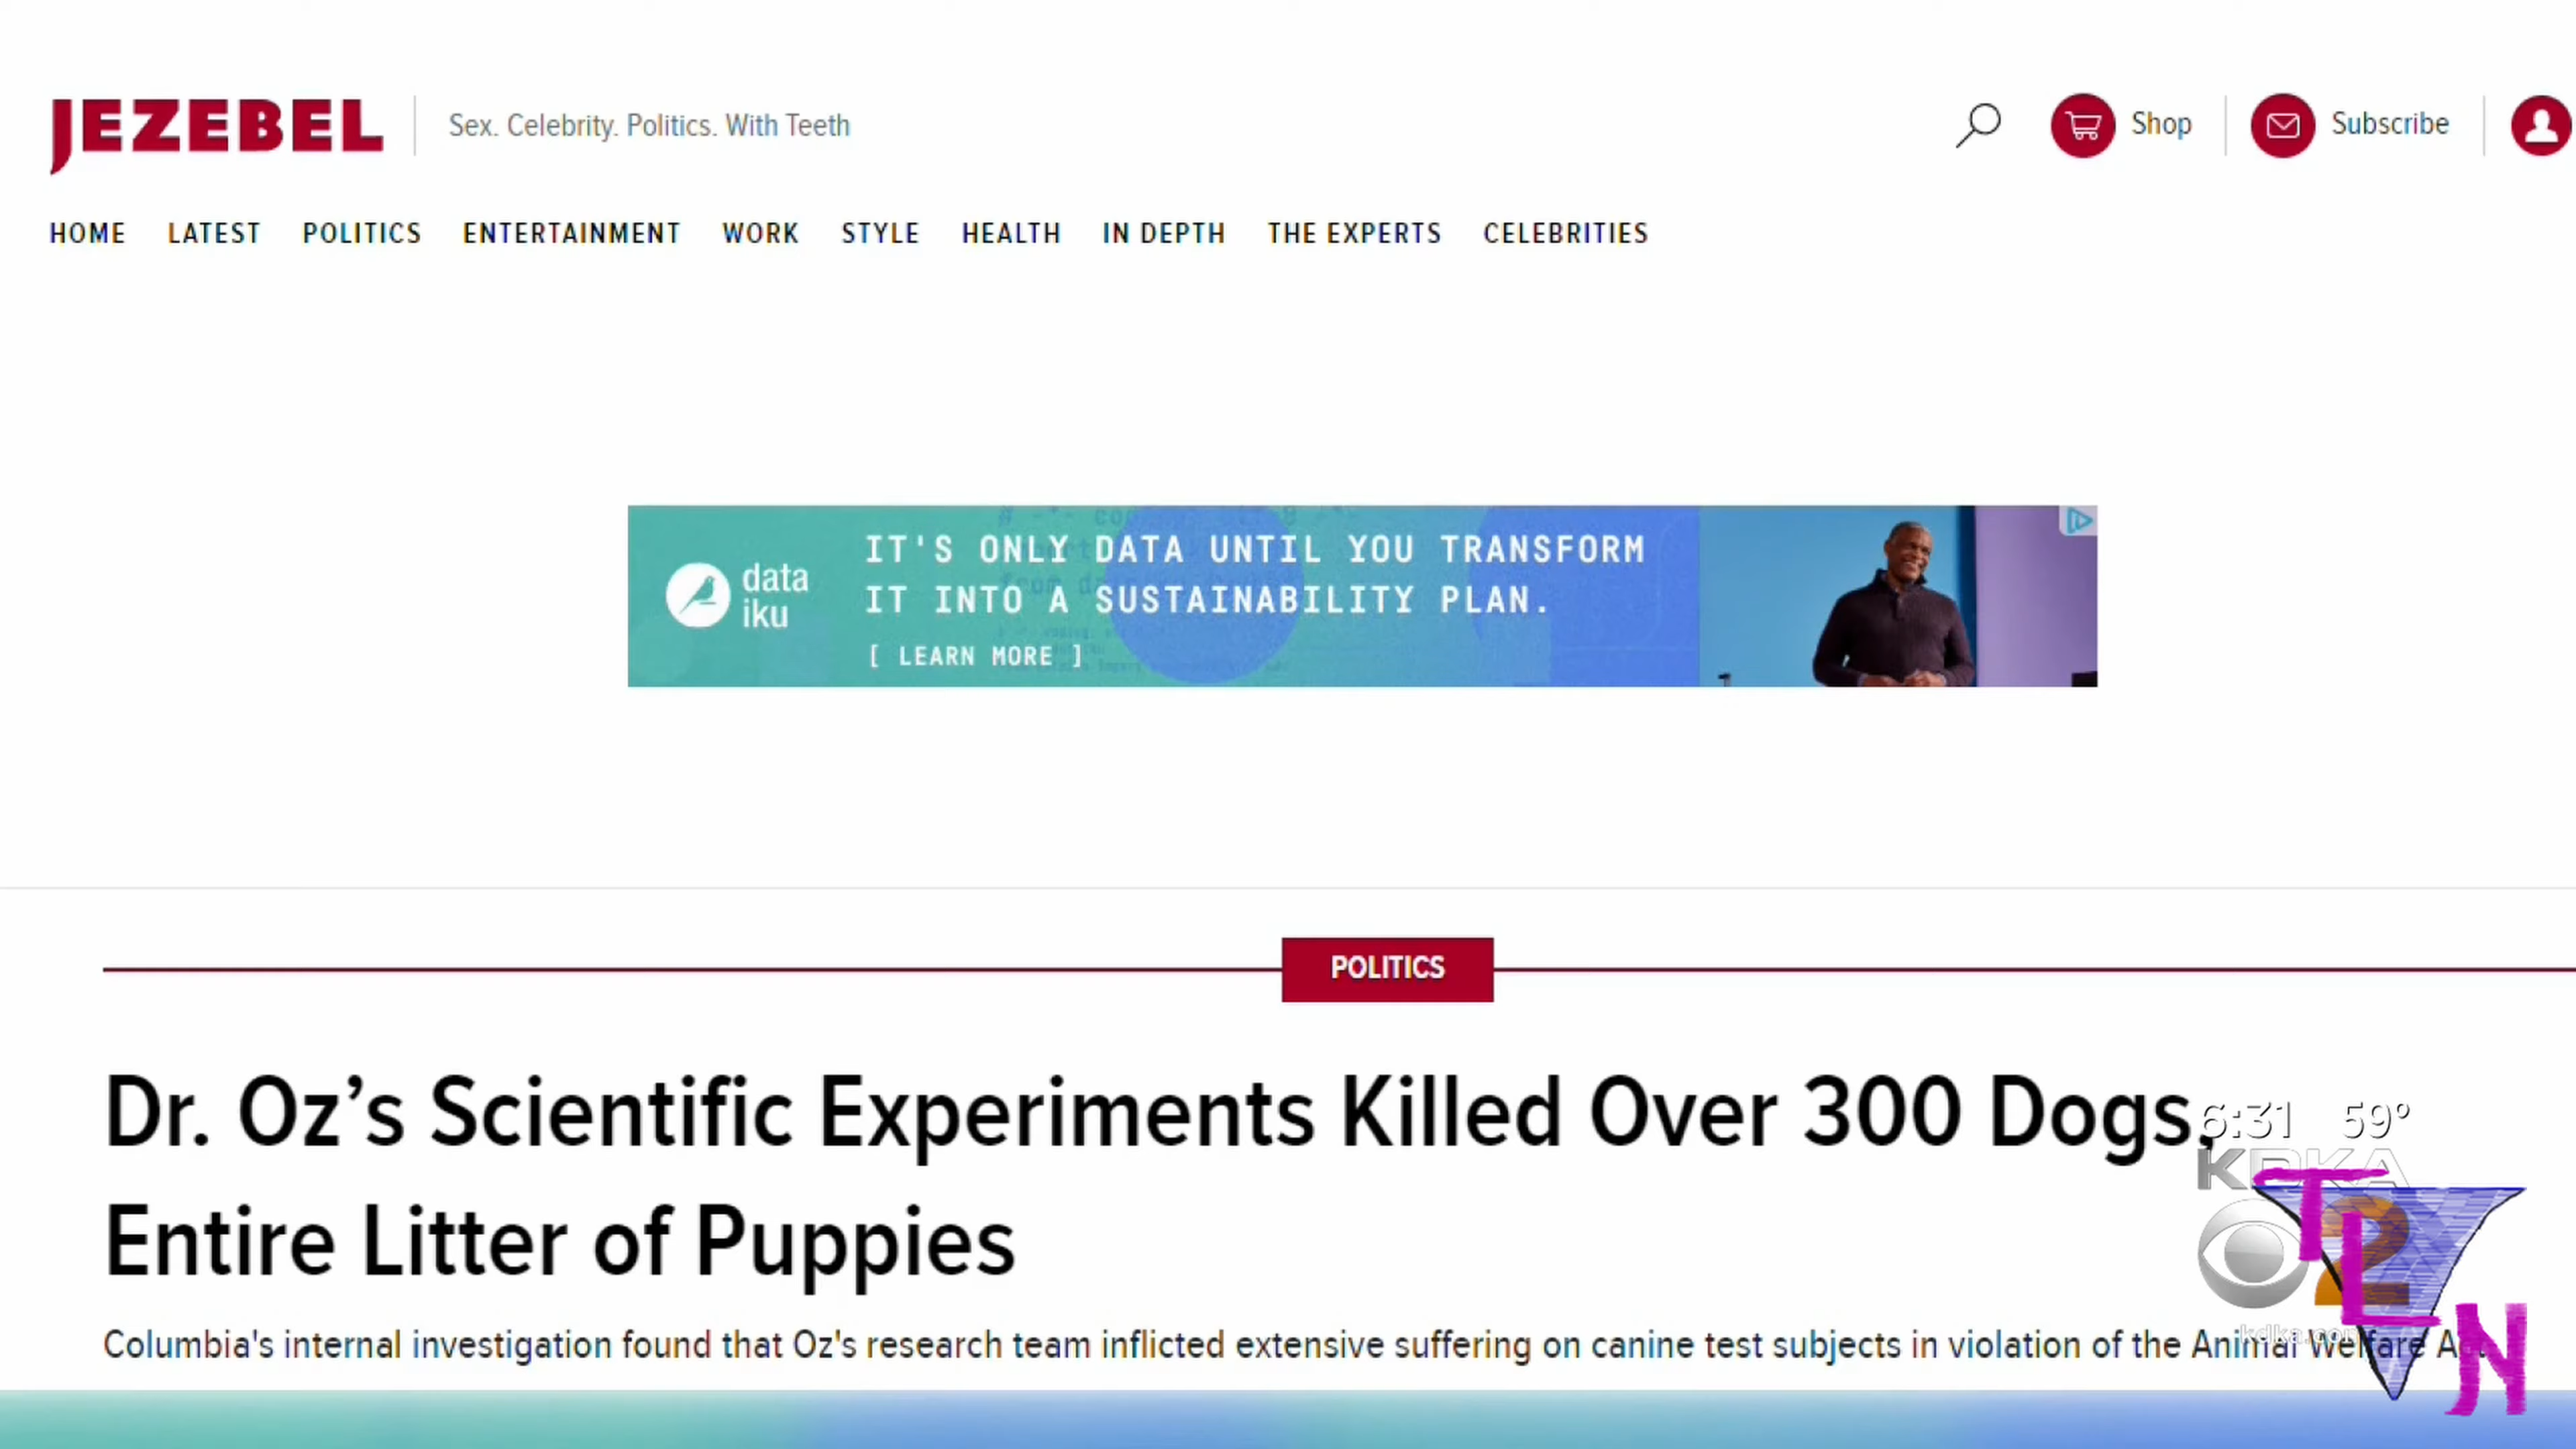 JEZEBEL
Sex. Celebrity. Politics. With Teeth
Shop
Subscribe
HOME LATEST POLITICS ENTERTAINMENT WORK STYLE HEALTH IN DEPTH THE EXPERTS CELEBRITIES
data
iku
IT'S ONLY DATA UNTIL YOU TRANSFORM
IT INTO A SUSTAINABILITY PLAN.
[ LEARN MORE ]
POLITICS
Dr. Oz’s Scientific Experiments Killed Over 300 Dogs,
Entire Litter of Puppies
Columbia's internal investigation found that Oz's research team inflicted extensive suffering on canine test subjects in violation of the Animal Welfare
6:31 59°
KDKA
2
TLN